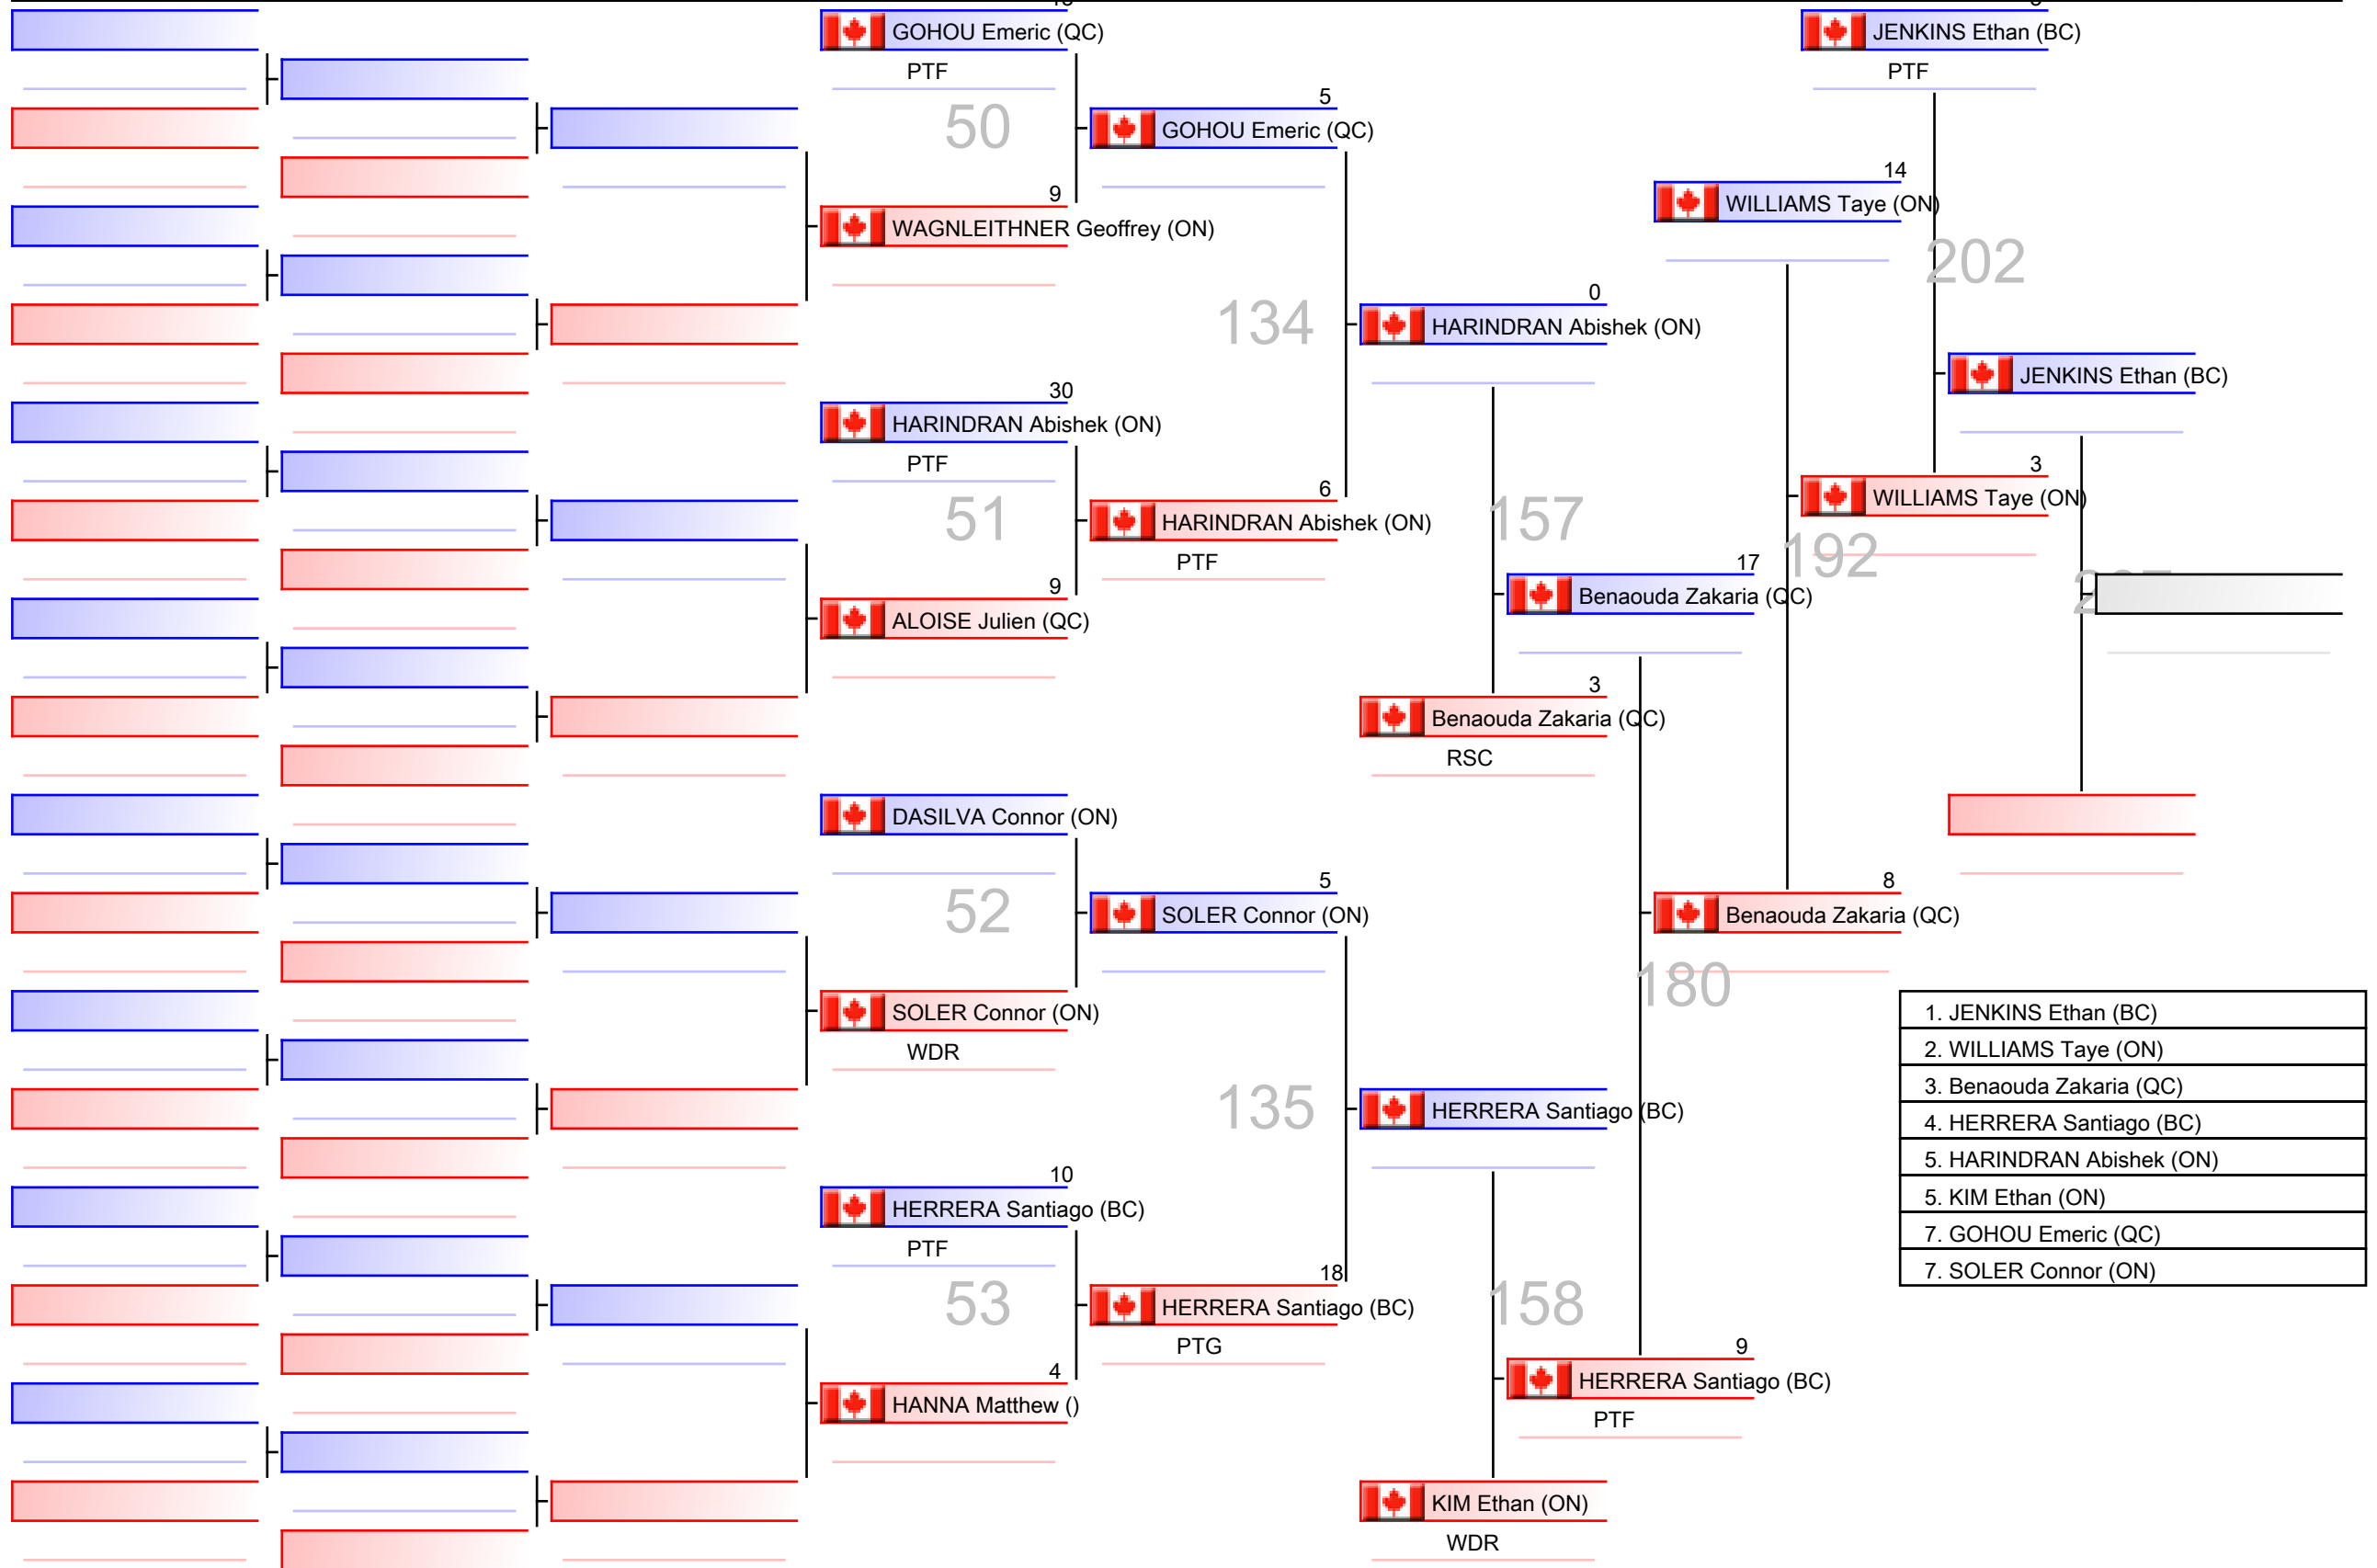 GOHOU Emeric (QC)
PTF
50
9
WAGNLEITHNER Geoffrey (ON)
5
GOHOU Emeric (QC)
134
30
HARINDRAN Abishek (ON)
PTF
51
9
ALOISE Julien (QC)
6
HARINDRAN Abishek (ON)
PTF
0
HARINDRAN Abishek (ON)
157
3
Benaouda Zakaria (QC)
RSC
DASILVA Connor (ON)
52
SOLER Connor (ON)
WDR
5
SOLER Connor (ON)
135
10
HERRERA Santiago (BC)
PTF
53
4
HANNA Matthew ()
18
HERRERA Santiago (BC)
PTG
HERRERA Santiago (BC)
158
KIM Ethan (ON)
WDR
17
Benaouda Zakaria (QC)
180
9
HERRERA Santiago (BC)
PTF
14
WILLIAMS Taye (ON)
192
8
Benaouda Zakaria (QC)
JENKINS Ethan (BC)
PTF
202
3
WILLIAMS Taye (ON)
JENKINS Ethan (BC)
1. JENKINS Ethan (BC)
2. WILLIAMS Taye (ON)
3. Benaouda Zakaria (QC)
4. HERRERA Santiago (BC)
5. HARINDRAN Abishek (ON)
5. KIM Ethan (ON)
7. GOHOU Emeric (QC)
7. SOLER Connor (ON)